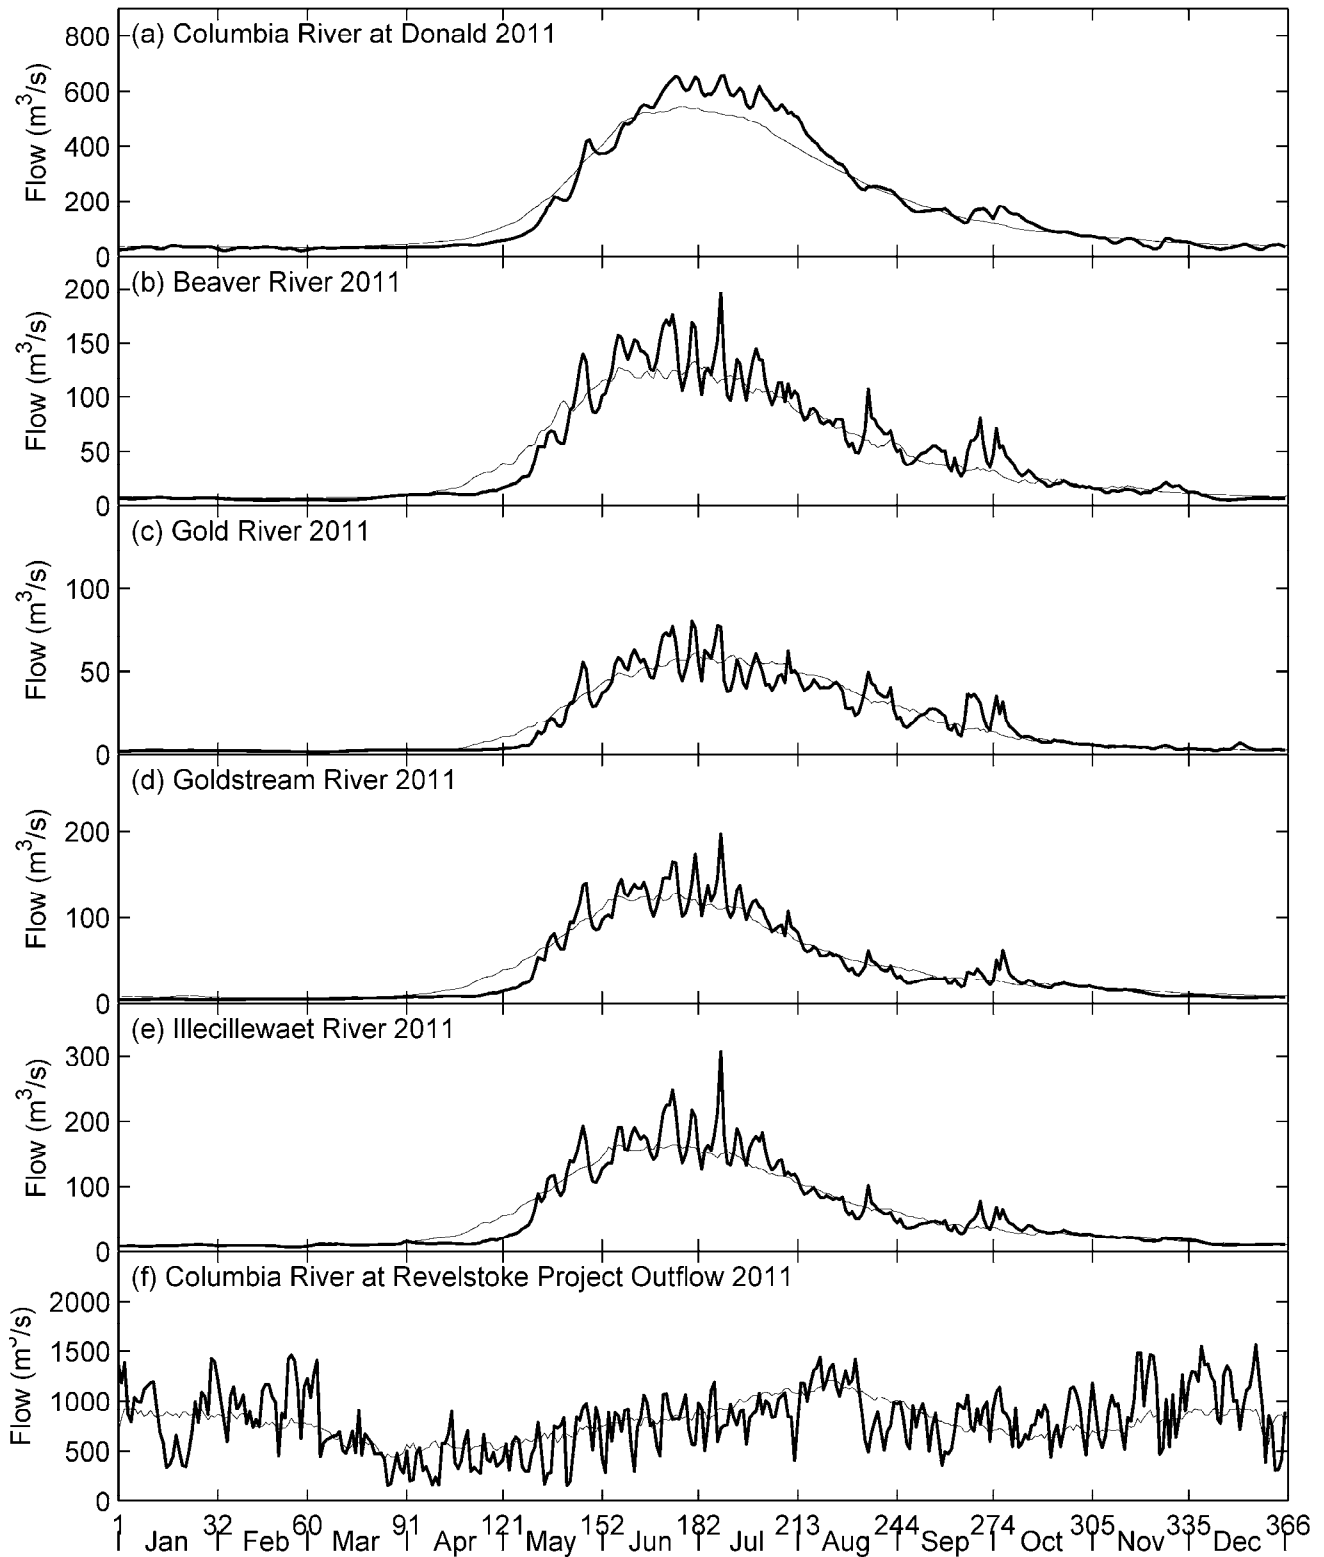 (a) Columbia River at Donald 2011
Flow (m³/s)
800
600
400
200
0
(b) Beaver River 2011
Flow (m³/s)
200
150
100
50
0
(c) Gold River 2011
Flow (m³/s)
100
50
0
(d) Goldstream River 2011
Flow (m³/s)
200
100
0
(e) Illecillewaet River 2011
Flow (m³/s)
300
200
100
0
(f) Columbia River at Revelstoke Project Outflow 2011
Flow (m³/s)
2000
1500
1000
500
0
1 32 60 91 121 152 182 213 244 274 305 335 366
Jan Feb Mar Apr May Jun Jul Aug Sep Oct Nov Dec